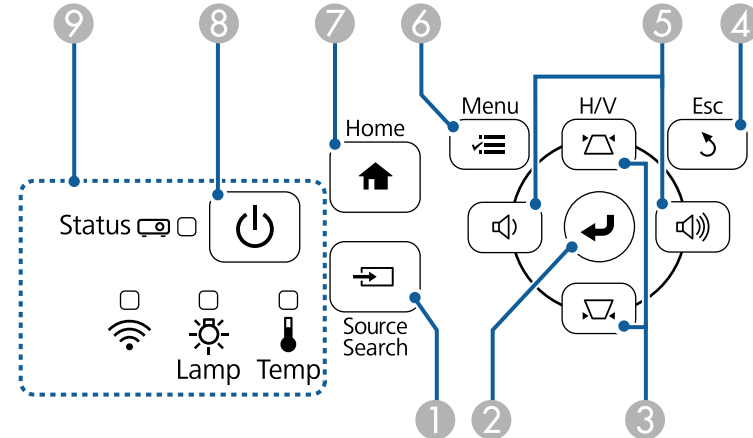 9 8 7 6 5 4
Menu H/V Esc
Home
Status
Source
Search
Lamp Temp
1 2 3